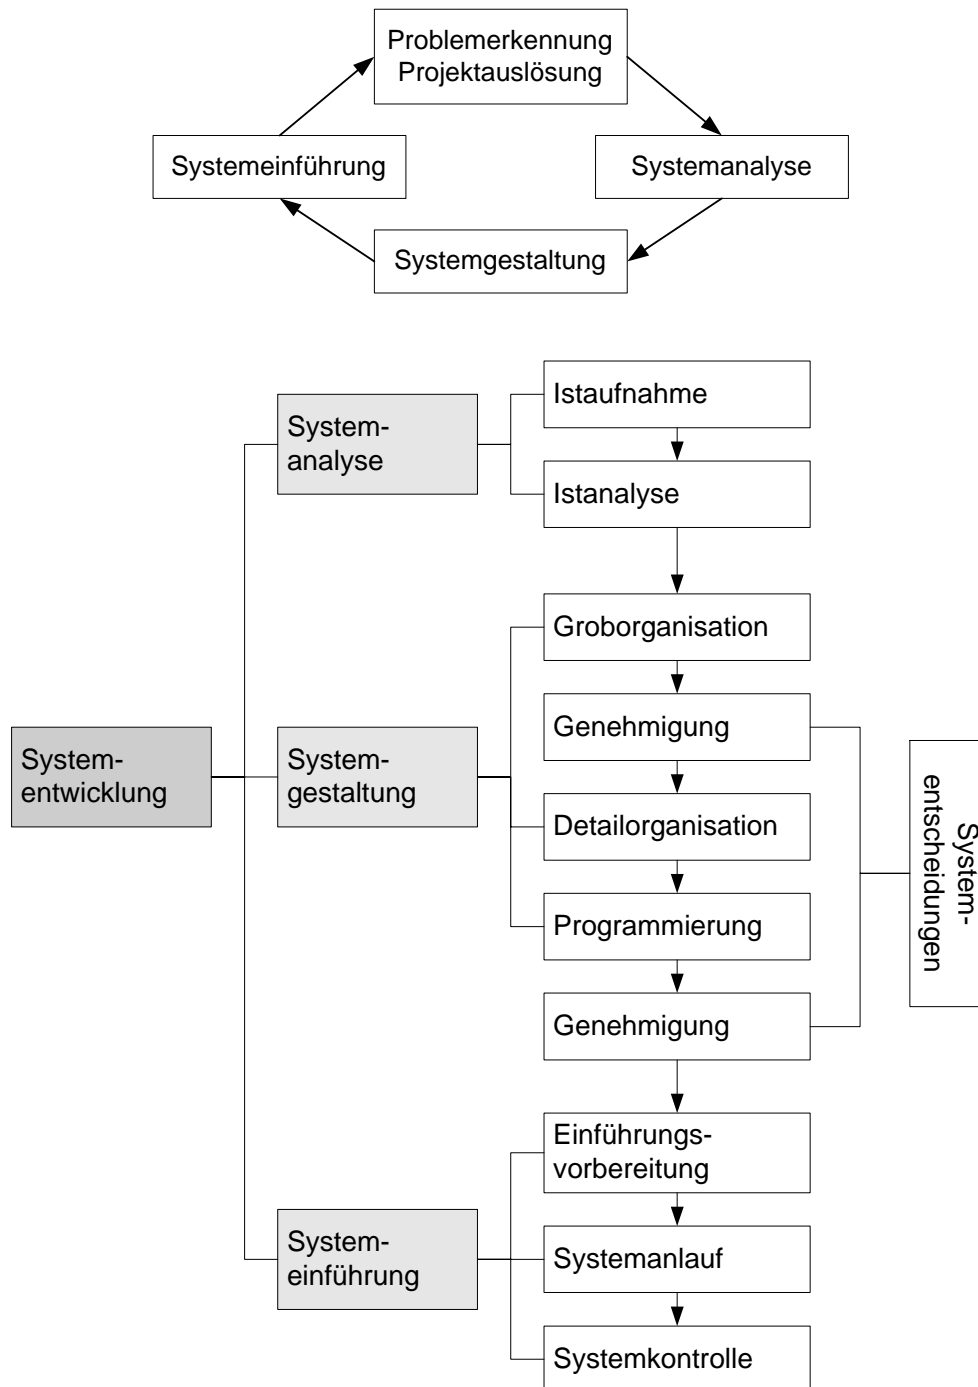 Problemerkennung
Projektauslösung
Systemeinführung
Systemanalyse
Systemgestaltung
Istaufnahme
System-
analyse
Istanalyse
Groborganisation
Genehmigung
System-
entwicklung
System-
gestaltung
Detailorganisation
System-
entscheidungen
Programmierung
Genehmigung
Einführungs-
vorbereitung
System-
einführung
Systemanlauf
Systemkontrolle